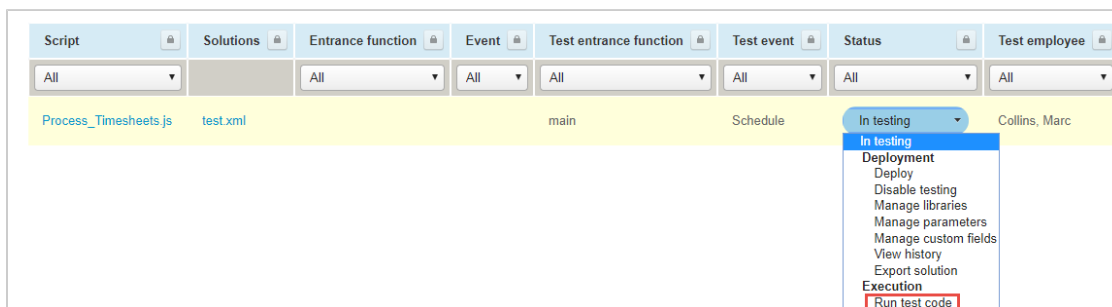 Script Solutions Entrance function Event Test entrance function Test event Status Test employee
All All All All All All All
Process_Timesheets.js test.xml main Schedule In testing Collins, Marc
In testing
Deployment
Deploy
Disable testing
Manage libraries
Manage parameters
Manage custom fields
View history
Export solution
Execution
Run test code